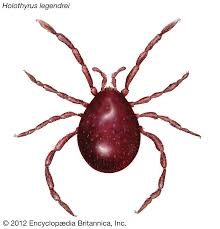 Holothyrus legendrei
© 2012 Encyclopædia Britannica, Inc.